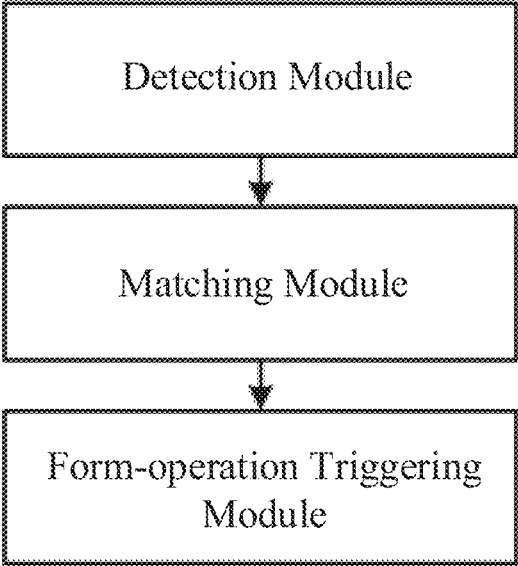 Detection Module
Matching Module
Form-operation Triggering
Module